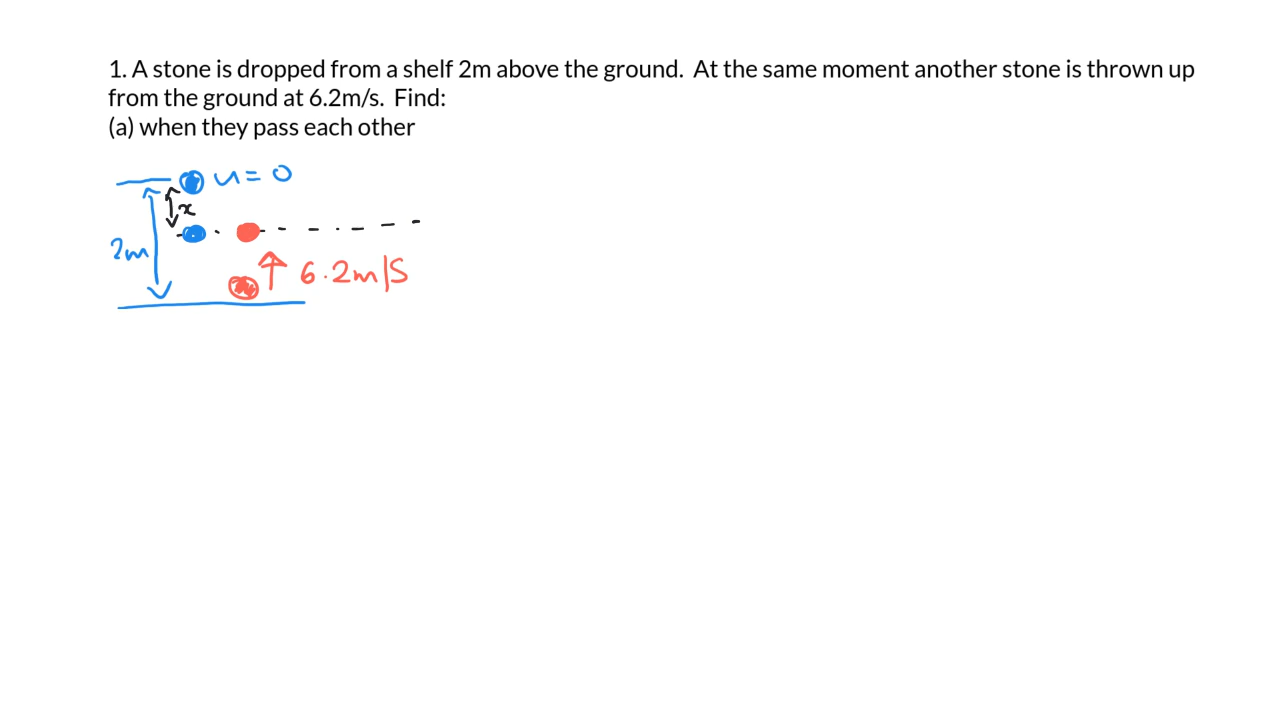 1. A stone is dropped from a shelf 2m above the ground.  At the same moment another stone is thrown up
from the ground at 6.2m/s.  Find:
(a) when they pass each other
u = 0
x
2m
6.2m/s